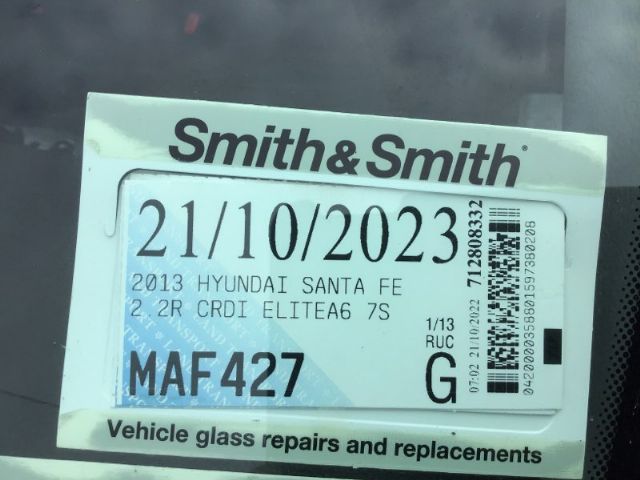 Smith&Smith®
21/10/2023
2013 HYUNDAI SANTA FE
2 2R CRDI ELITEA6 7S
1/13
RUC
MAF427
G
07:02 21/10/2022
712808332
04200000358801597380208
Vehicle glass repairs and replacements